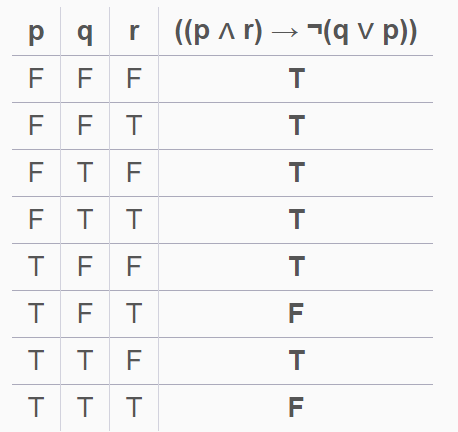 p q r ((p ∧ r) → ¬(q ∨ p))
F F F T
F F T T
F T F T
F T T T
T F F T
T F T F
T T F T
T T T F